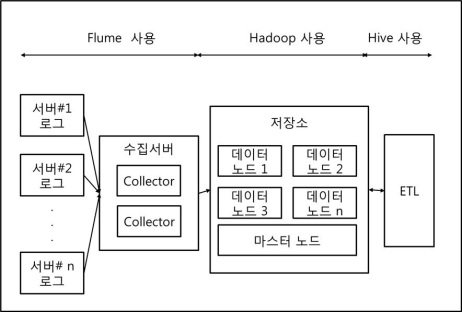 Flume 사용
Hadoop 사용
Hive 사용
서버#1
로그
서버#2
로그
.
.
.
서버# n
로그
수집서버
Collector
Collector
저장소
데이터
노드 1
데이터
노드 2
데이터
노드 3
데이터
노드 n
마스터 노드
ETL